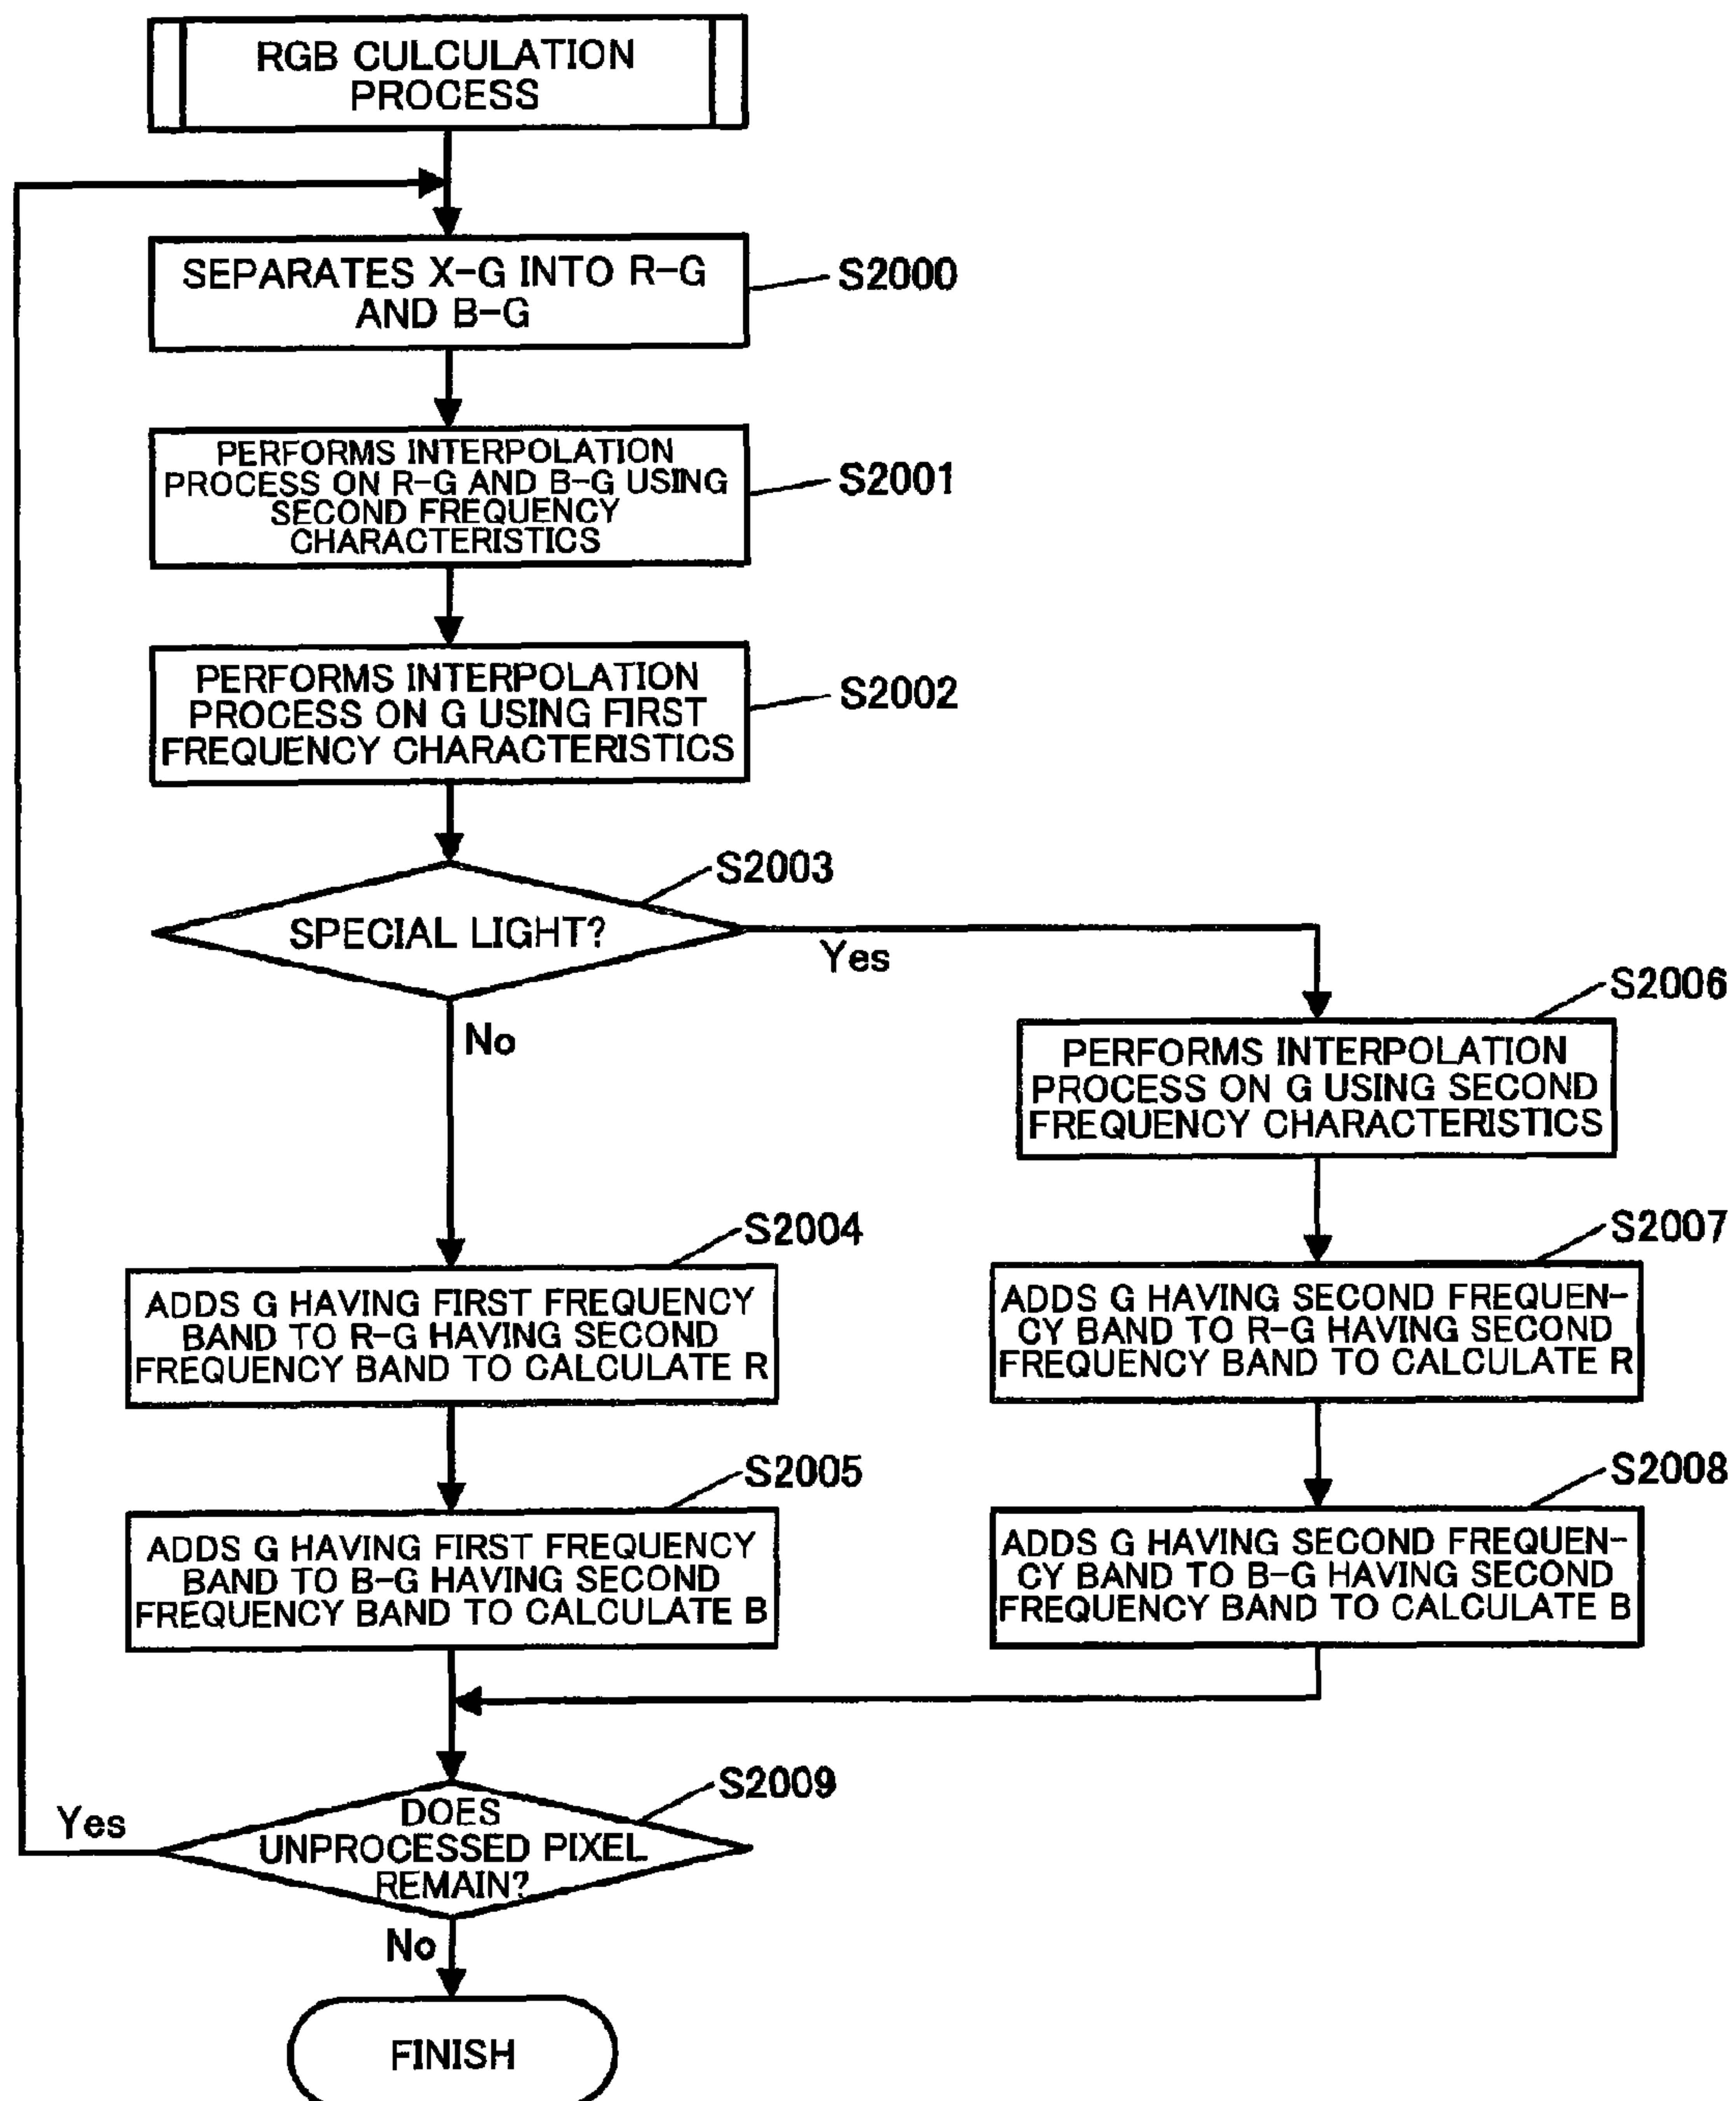 RGB CULCULATION
PROCESS
SEPARATES X-G INTO R-G
AND B-G
S2000
PERFORMS INTERPOLATION
PROCESS ON R-G AND B-G USING
SECOND FREQUENCY
CHARACTERISTICS
S2001
PERFORMS INTERPOLATION
PROCESS ON G USING FIRST
FREQUENCY CHARACTERISTICS
S2002
S2003
SPECIAL LIGHT?
Yes
No
S2006
PERFORMS INTERPOLATION
PROCESS ON G USING SECOND
FREQUENCY CHARACTERISTICS
S2004
ADDS G HAVING FIRST FREQUENCY
BAND TO R-G HAVING SECOND
FREQUENCY BAND TO CALCULATE R
S2007
ADDS G HAVING SECOND FREQUEN-
CY BAND TO R-G HAVING SECOND
FREQUENCY BAND TO CALCULATE R
S2005
ADDS G HAVING FIRST FREQUENCY
BAND TO B-G HAVING SECOND
FREQUENCY BAND TO CALCULATE B
S2008
ADDS G HAVING SECOND FREQUEN-
CY BAND TO B-G HAVING SECOND
FREQUENCY BAND TO CALCULATE B
S2009
DOES
UNPROCESSED PIXEL
REMAIN?
Yes
No
FINISH